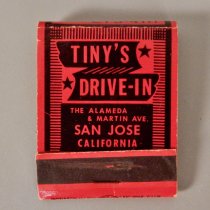 TINY'S
DRIVE-IN
THE ALAMEDA
& MARTIN AVE.
SAN JOSE
CALIFORNIA